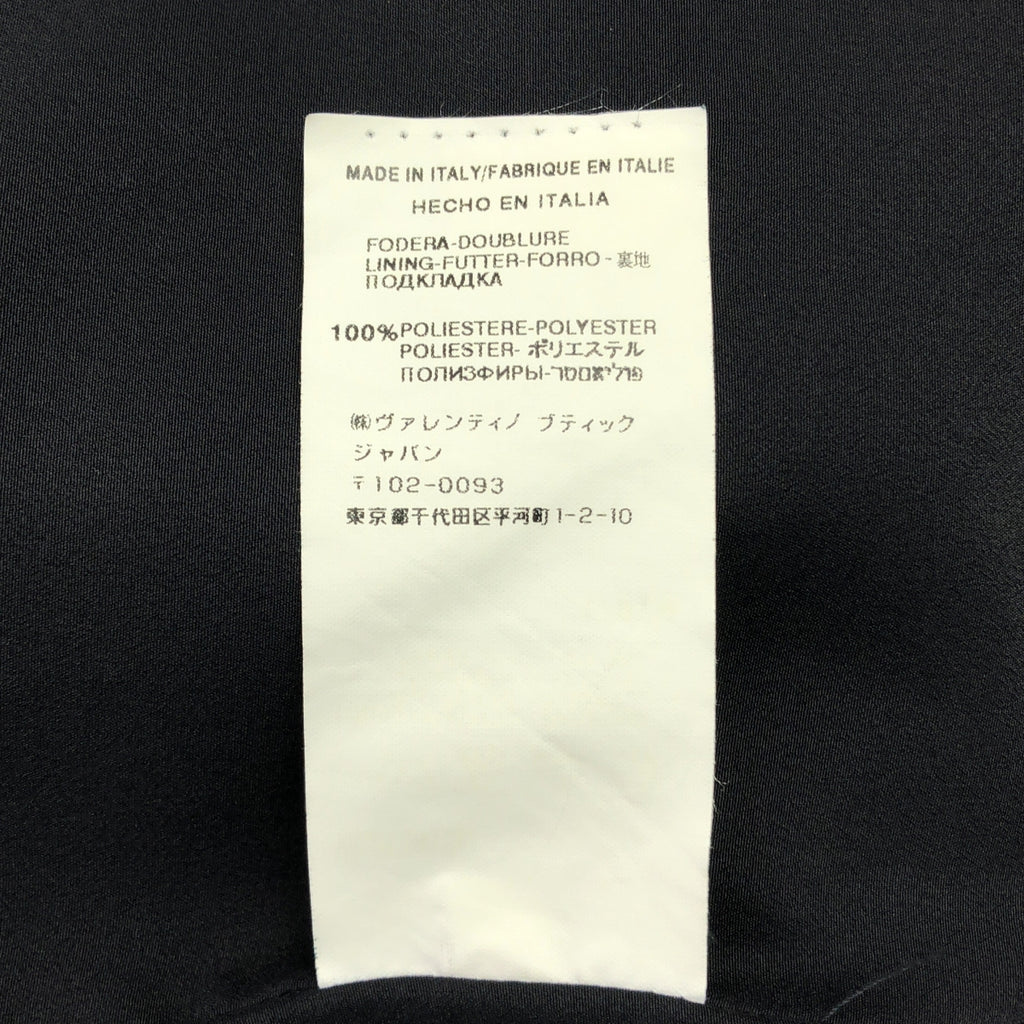 MADE IN ITALY/FABRIQUE EN ITALIE
HECHO EN ITALIA
FODERA-DOUBLURE
LINING-FUTTER-FORRO - 裏地
ПОДКЛАДКА
100% POLIESTERE-POLYESTER
POLIESTER- ポリエステル
ПОЛИЗФИРЫ-פוליאסטר
㈱ヴァレンティノ ブティック
ジャパン
〒102-0093
東京都千代田区平河町1-2-10